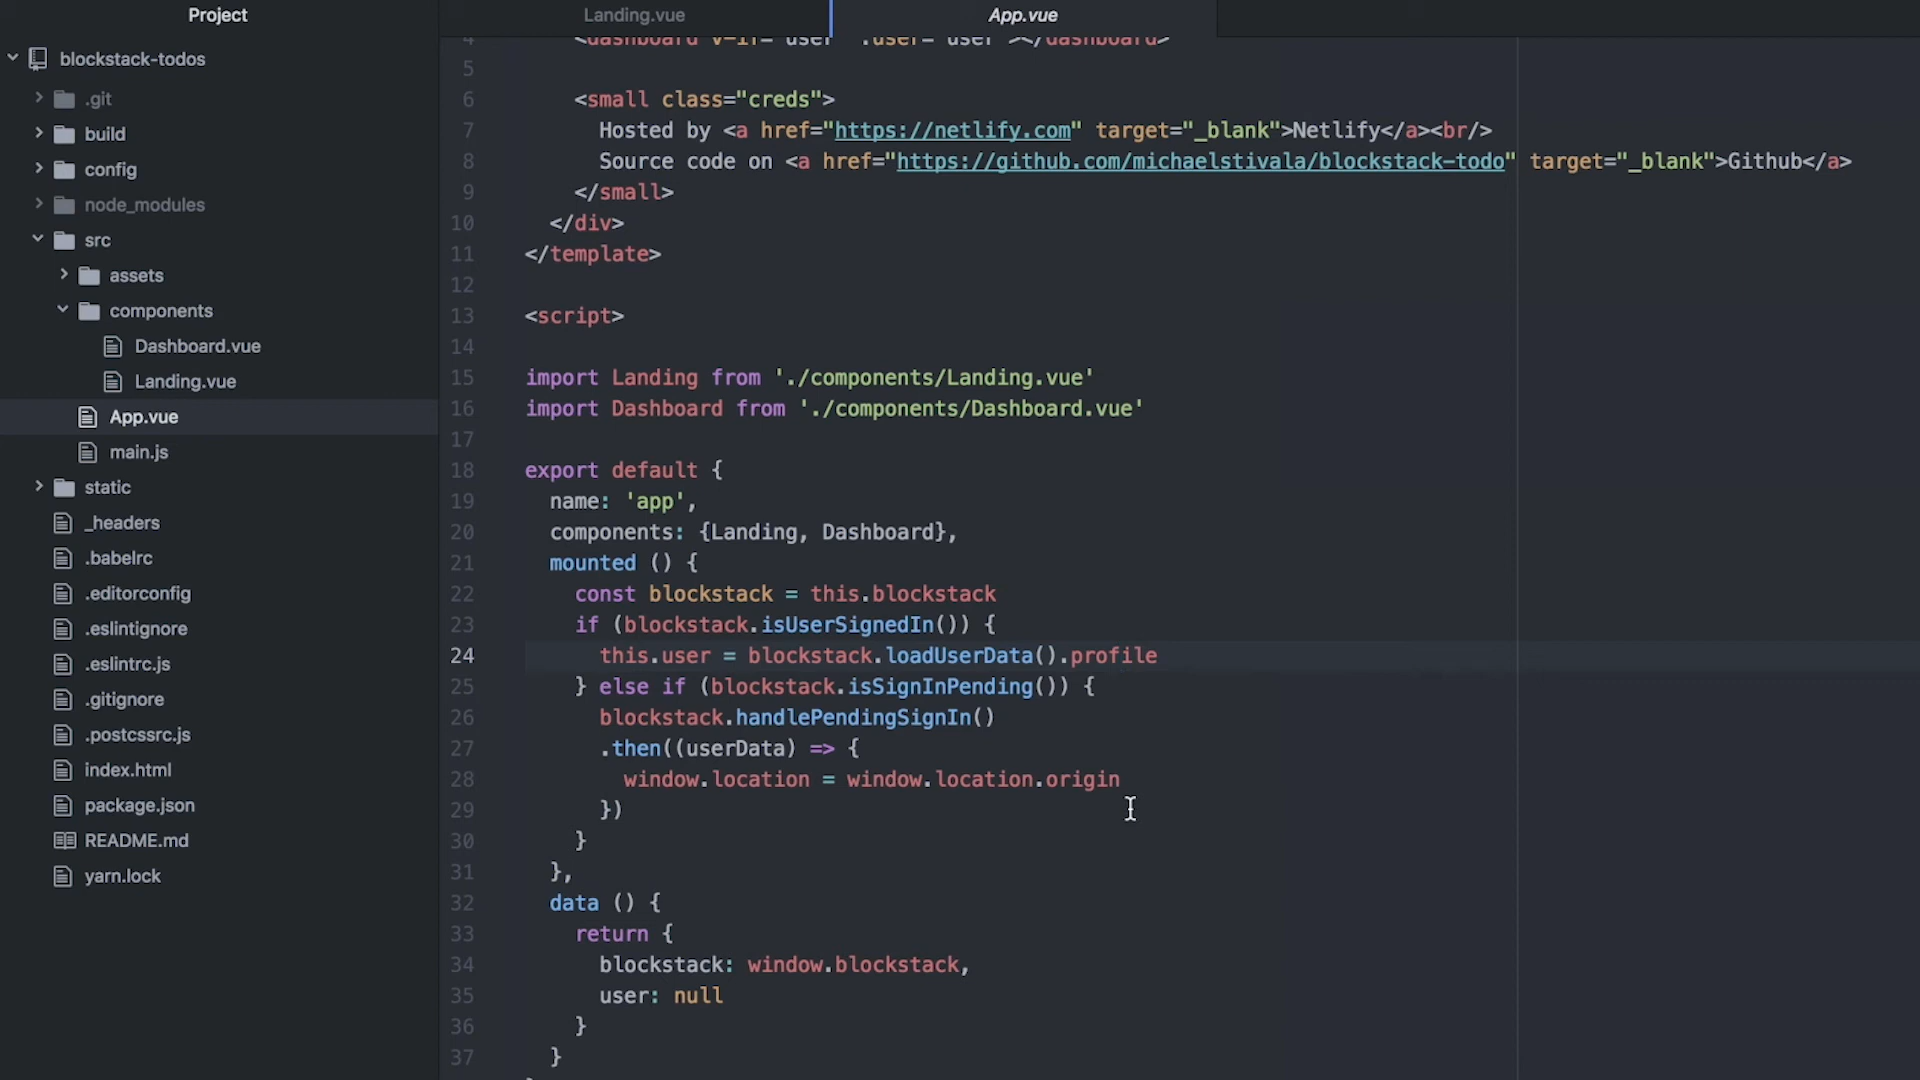 Project
blockstack-todos
.git
build
config
node_modules
src
assets
components
Dashboard.vue
Landing.vue
App.vue
main.js
static
_headers
.babelrc
.editorconfig
.eslintignore
.eslintrc.js
.gitignore
.postcssrc.js
index.html
package.json
README.md
yarn.lock
Landing.vue
App.vue
4 <dashboard v-if="user" :user="user"></dashboard>
5
6 <small class="creds">
7 Hosted by <a href="https://netlify.com" target="_blank">Netlify</a><br/>
8 Source code on <a href="https://github.com/michaelstivala/blockstack-todo" target="_blank">Github</a>
9 </small>
10 </div>
11 </template>
12
13 <script>
14
15 import Landing from './components/Landing.vue'
16 import Dashboard from './components/Dashboard.vue'
17
18 export default {
19 name: 'app',
20 components: {Landing, Dashboard},
21 mounted () {
22 const blockstack = this.blockstack
23 if (blockstack.isUserSignedIn()) {
24 this.user = blockstack.loadUserData().profile
25 } else if (blockstack.isSignInPending()) {
26 blockstack.handlePendingSignIn()
27 .then((userData) => {
28 window.location = window.location.origin
29 })
30 }
31 },
32 data () {
33 return {
34 blockstack: window.blockstack,
35 user: null
36 }
37 }